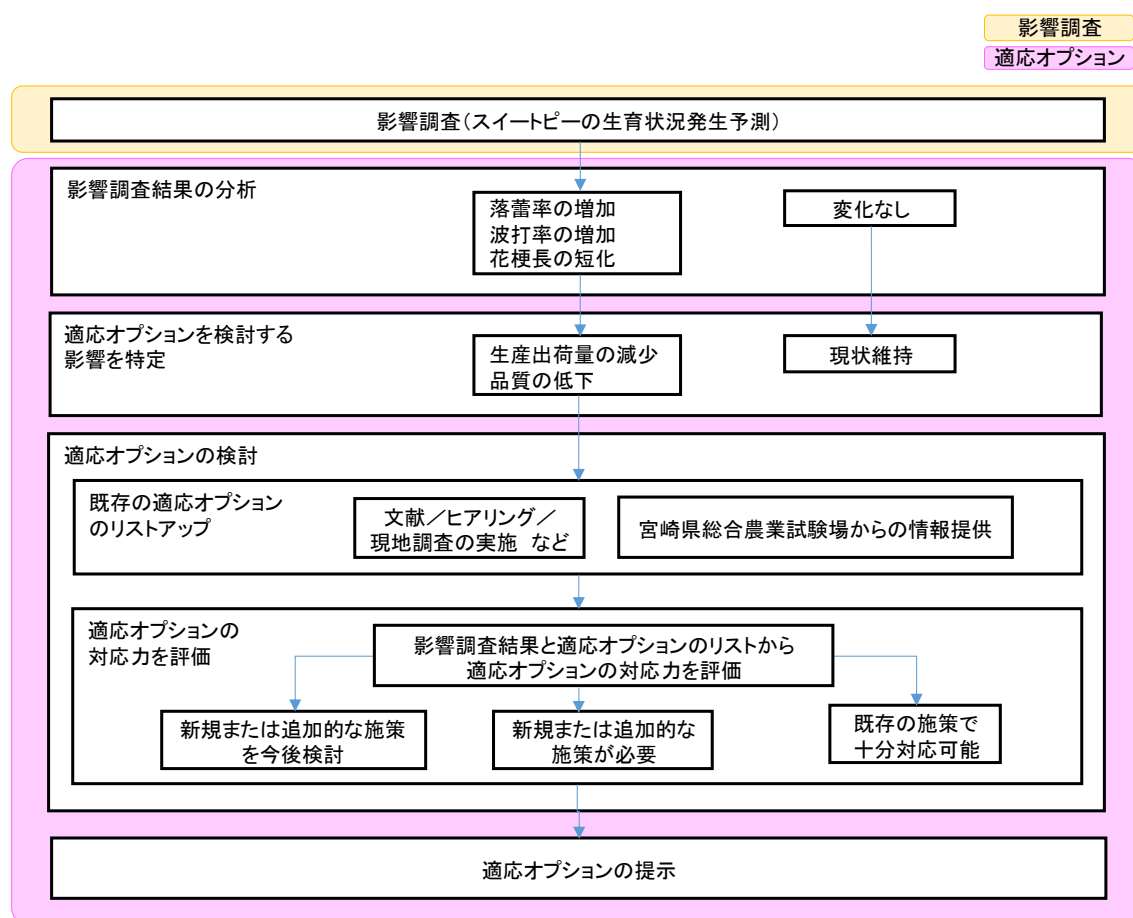 影響調査
適応オプション
影響調査（スイートピーの生育状況発生予測）
影響調査結果の分析
落蕾率の増加
波打率の増加
花梗長の短化
変化なし
適応オプションを検討する
影響を特定
生産出荷量の減少
品質の低下
現状維持
適応オプションの検討
既存の適応オプション
のリストアップ
文献／ヒアリング／
現地調査の実施 など
宮崎県総合農業試験場からの情報提供
適応オプションの
対応力を評価
影響調査結果と適応オプションのリストから
適応オプションの対応力を評価
新規または追加的な施策
を今後検討
新規または追加的な
施策が必要
既存の施策で
十分対応可能
適応オプションの提示